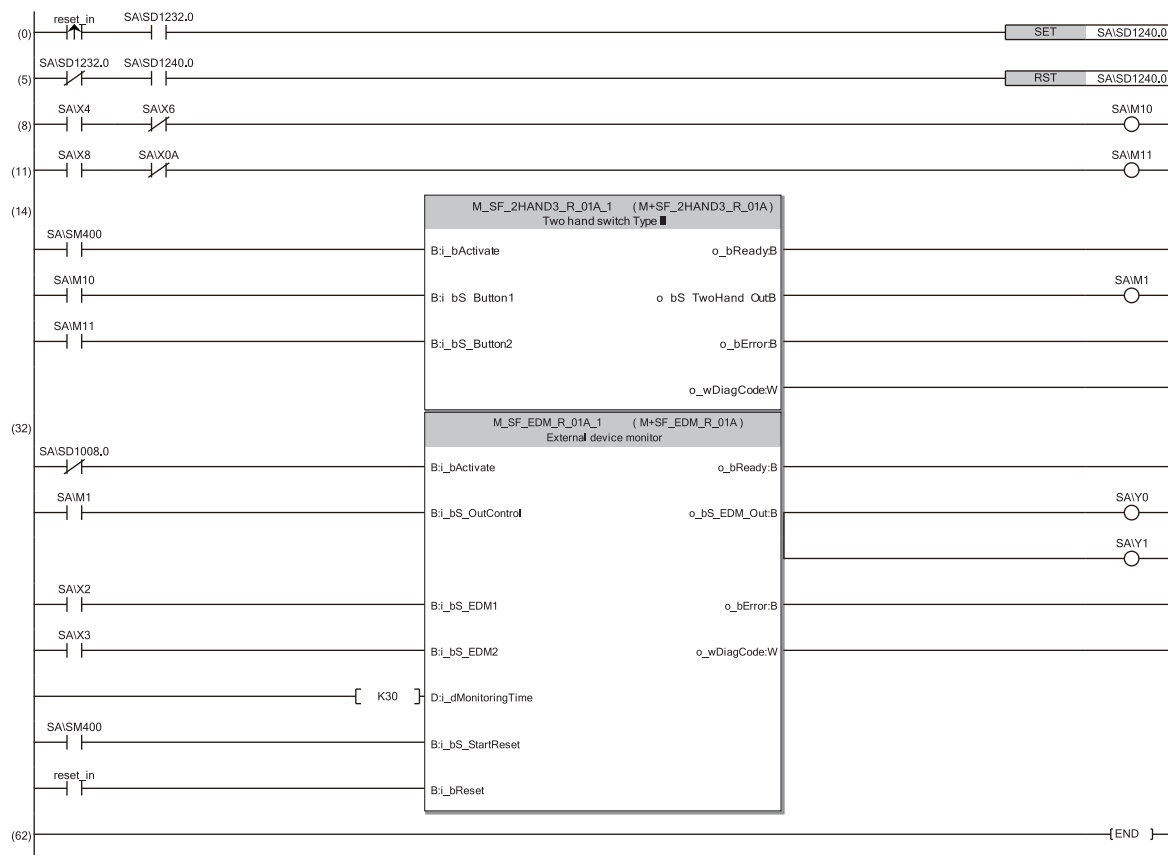 reset_in SA\SD1232.0
(0) SET SA\SD1240.0
SA\SD1232.0 SA\SD1240.0
(5) RST SA\SD1240.0
SA\X4 SA\X6 SA\M10
(8)
SA\X8 SA\X0A SA\M11
(11)
(14) M_SF_2HAND3_R_01A_1 (M+SF_2HAND3_R_01A)
Two hand switch Type
SA\SM400
B:i_bActivate o_bReady:B
SA\M10 SA\M1
B:i_bS_Button1 o_bS_TwoHand_Out:B
SA\M11
B:i_bS_Button2 o_bError:B
o_wDiagCode:W
(32) M_SF_EDM_R_01A_1 (M+SF_EDM_R_01A)
External device monitor
SA\SD1008.0
B:i_bActivate o_bReady:B
SA\M1 SA\Y0
B:i_bS_OutControl o_bS_EDM_Out:B
SA\Y1
SA\X2
B:i_bS_EDM1 o_bError:B
SA\X3
B:i_bS_EDM2 o_wDiagCode:W
K30 D:i_dMonitoringTime
SA\SM400
B:i_bS_StartReset
reset_in
B:i_bReset
(62) [END ]